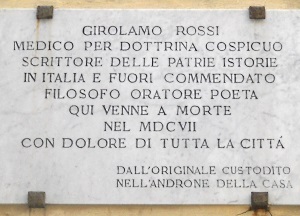 GIROLAMO ROSSI
MEDICO PER DOTTRINA COSPICUO
SCRITTORE DELLE PATRIE ISTORIE
IN ITALIA E FUORI COMMENDATO
FILOSOFO ORATORE POETA
QUI VENNE A MORTE
NEL MDCVII
CON DOLORE DI TUTTA LA CITTÁ
DALL'ORIGINALE CUSTODITO
NELL'ANDRONE DELLA CASA